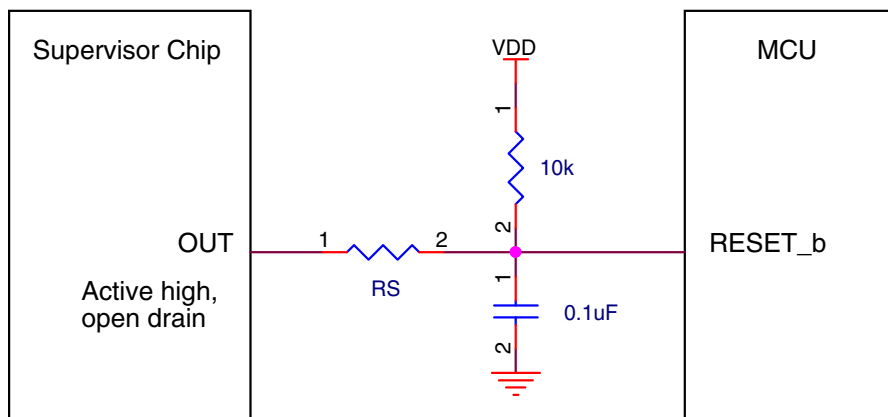 Supervisor Chip
VDD
MCU
1
10k
2
OUT
1
2
RESET_b
RS
1
Active high,
open drain
0.1uF
2